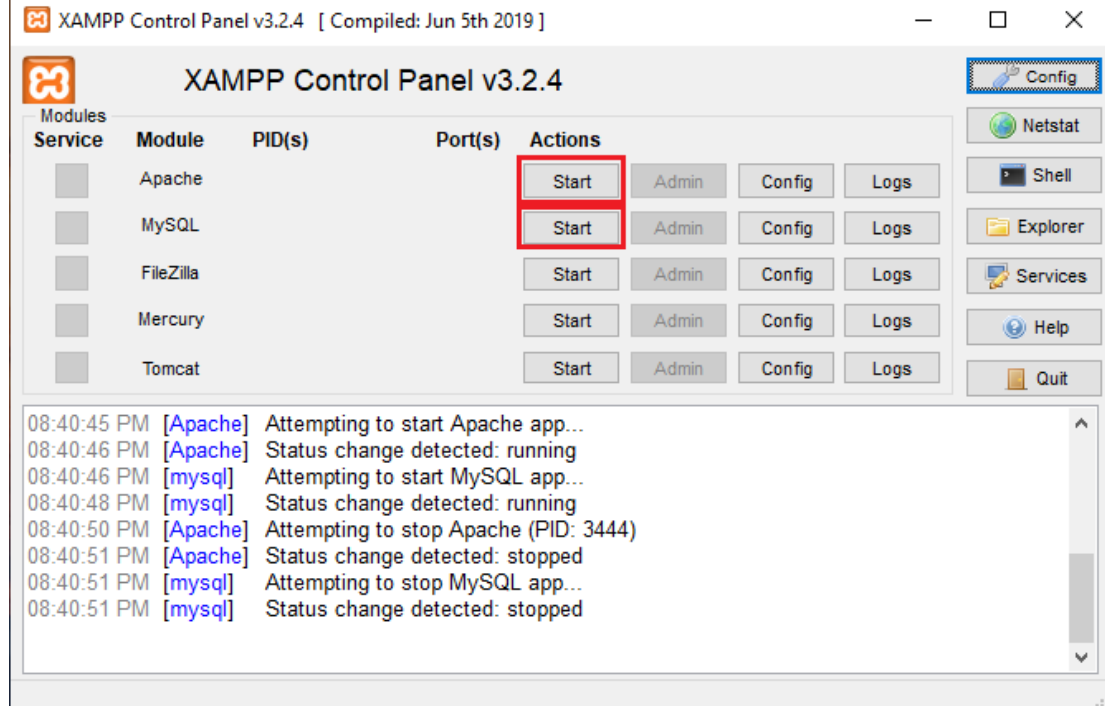 XAMPP Control Panel v3.2.4 [ Compiled: Jun 5th 2019 ]
XAMPP Control Panel v3.2.4
Config
Modules
Service Module PID(s) Port(s) Actions
Netstat
Apache Start Admin Config Logs
Shell
MySQL Start Admin Config Logs
Explorer
FileZilla Start Admin Config Logs
Services
Mercury Start Admin Config Logs
Help
Tomcat Start Admin Config Logs
Quit
08:40:45 PM [Apache] Attempting to start Apache app...
08:40:46 PM [Apache] Status change detected: running
08:40:46 PM [mysql] Attempting to start MySQL app...
08:40:48 PM [mysql] Status change detected: running
08:40:50 PM [Apache] Attempting to stop Apache (PID: 3444)
08:40:51 PM [Apache] Status change detected: stopped
08:40:51 PM [mysql] Attempting to stop MySQL app...
08:40:51 PM [mysql] Status change detected: stopped